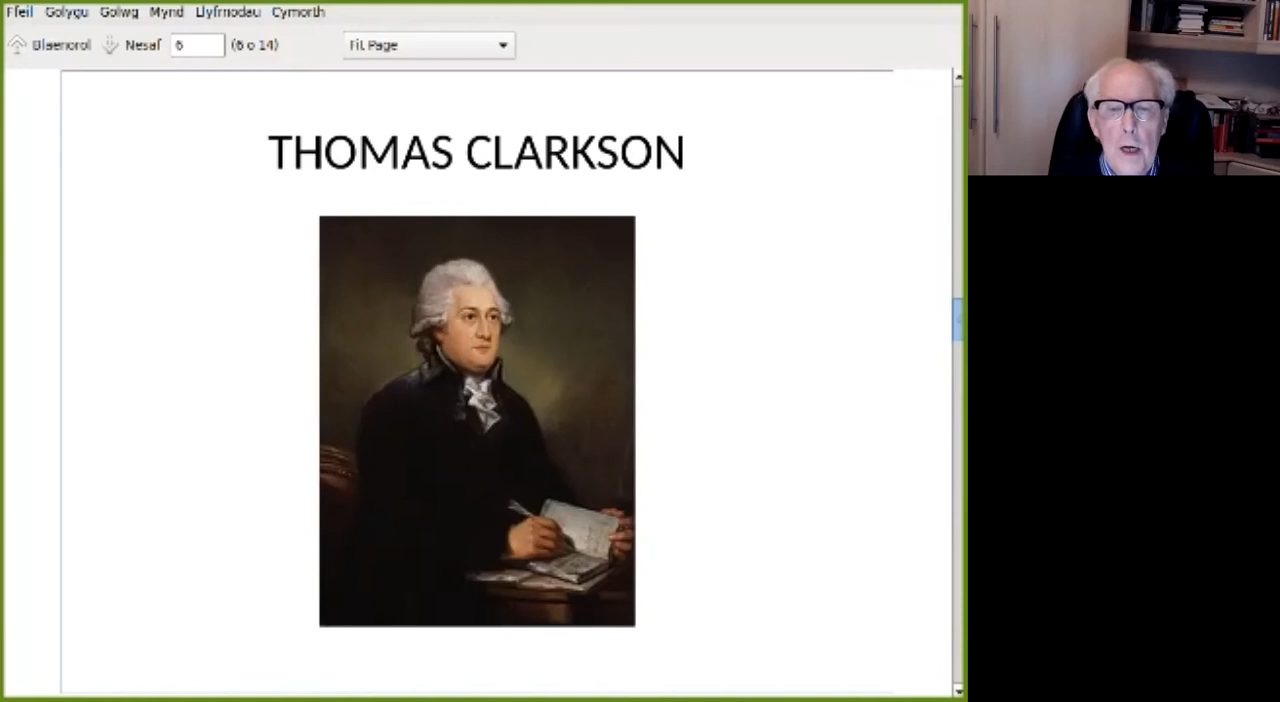 Ffeil Golygu Golwg Mynd Llyfrnodau Cymorth
Blaenorol Nesaf 6 (6 o 14) Fit Page
THOMAS CLARKSON